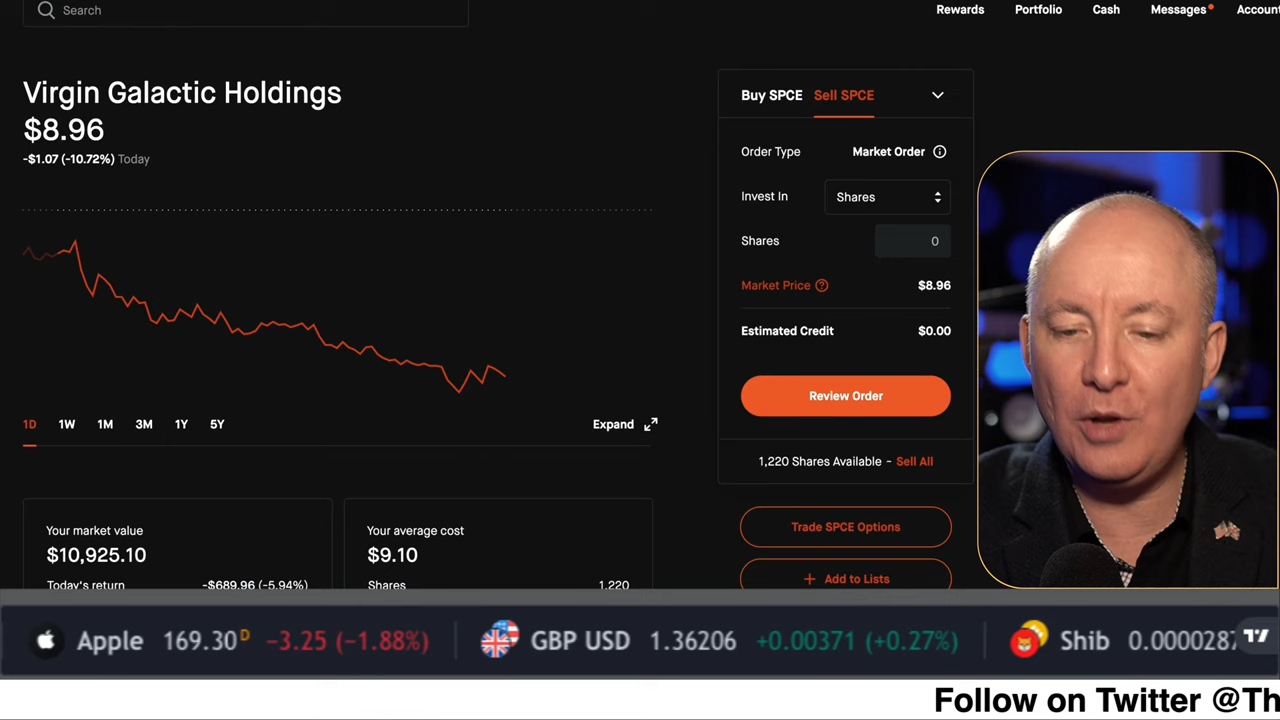 Search
Rewards
Portfolio
Cash
Messages
Virgin Galactic Holdings
$8.96
-$1.07 (-10.72%) Today
1D
1W
1M
3M
1Y
5Y
Expand
Your market value
$10,925.10
Today's return
-$689.96 (-5.94%)
Your average cost
$9.10
Shares
1,220
Buy SPCE
Sell SPCE
Order Type
Market Order
Invest In
Shares
Shares
0
Market Price
$8.96
Estimated Credit
$0.00
Review Order
1,220 Shares Available - Sell All
Trade SPCE Options
+ Add to Lists
Apple 169.30 D -3.25 (-1.88%)
GBP USD 1.36206 +0.00371 (+0.27%)
Shib 0.0000287
Follow on Twitter @Th